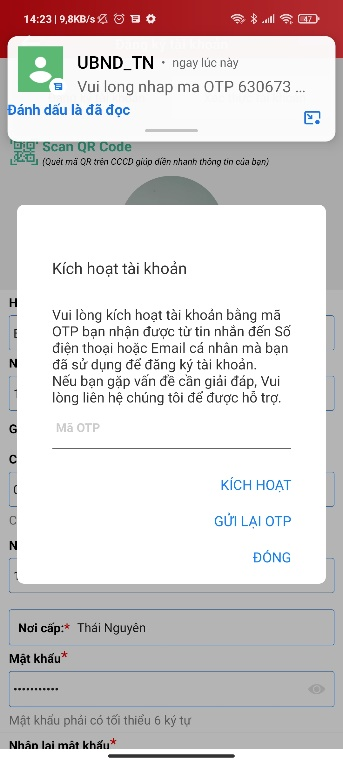 14:23 | 9,8KB/s
47
UBND_TN • ngay lúc này
Vui long nhap ma OTP 630673 ...
Đánh dấu là đã đọc
Scan QR Code
(Quét mã QR trên CCCD giúp điền nhanh thông tin của bạn)
Kích hoạt tài khoản
Vui lòng kích hoạt tài khoản bằng mã
OTP bạn nhận được từ tin nhắn đến Số
điện thoại hoặc Email cá nhân mà bạn
đã sử dụng để đăng ký tài khoản.
Nếu bạn gặp vấn đề cần giải đáp, Vui
lòng liên hệ chúng tôi để được hỗ trợ.
Mã OTP
KÍCH HOẠT
GỬI LẠI OTP
ĐÓNG
Nơi cấp:* Thái Nguyên
Mật khẩu*
•••••••••••
Mật khẩu phải có tối thiểu 6 ký tự
Nhập lại mật khẩu*